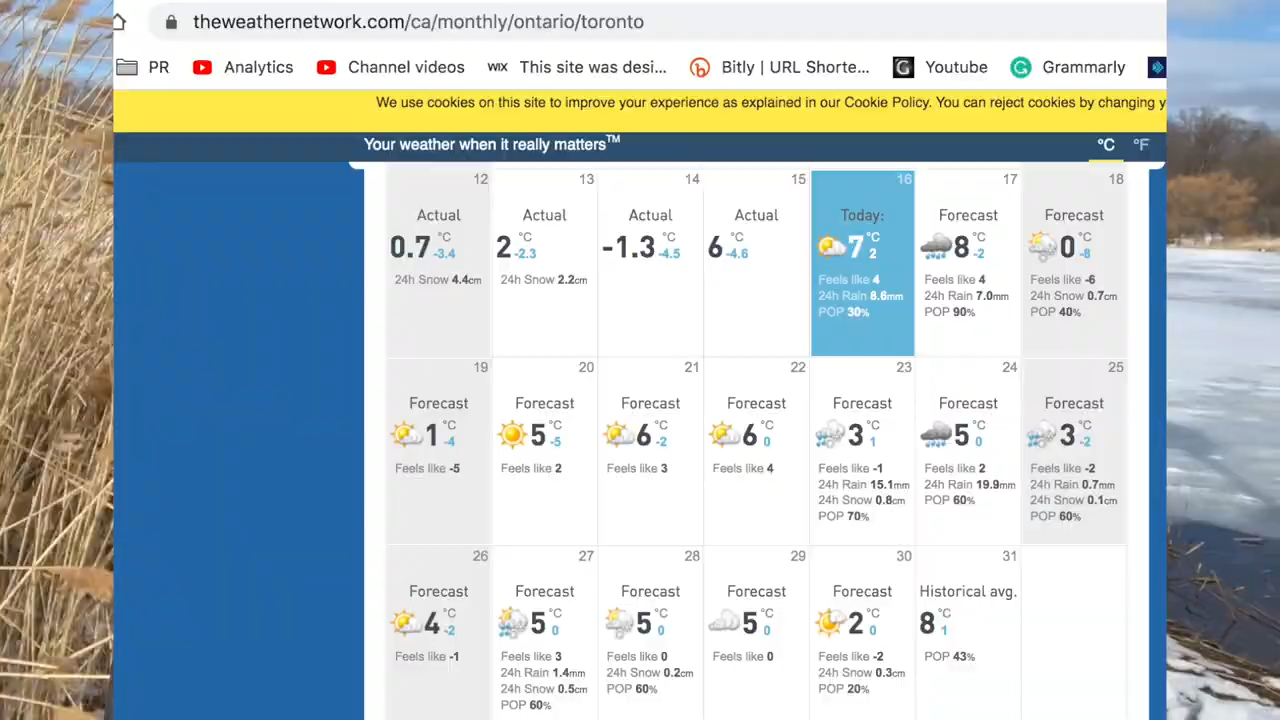 theweathernetwork.com/ca/monthly/ontario/toronto
PR Analytics Channel videos WIX This site was desi... Bitly | URL Shorte... Youtube Grammarly
We use cookies on this site to improve your experience as explained in our Cookie Policy. You can reject cookies by changing y
Your weather when it really matters™
°C °F
12 13 14 15 16 17 18
Actual Actual Actual Actual Today: Forecast Forecast
0.7 °C -3.4 2 °C -2.3 -1.3 °C -4.5 6 °C -4.6 7 °C 2 8 °C -2 0 °C -8
24h Snow 4.4cm 24h Snow 2.2cm Feels like 4 Feels like 4 Feels like -6
24h Rain 8.6mm 24h Rain 7.0mm 24h Snow 0.7cm
POP 30% POP 90% POP 40%
19 20 21 22 23 24 25
Forecast Forecast Forecast Forecast Forecast Forecast Forecast
1 °C -4 5 °C -5 6 °C -2 6 °C 0 3 °C 1 5 °C 0 3 °C -2
Feels like -5 Feels like 2 Feels like 3 Feels like 4 Feels like -1 Feels like 2 Feels like -2
24h Rain 15.1mm 24h Rain 19.9mm 24h Rain 0.7mm
24h Snow 0.8cm POP 60% 24h Snow 0.1cm
POP 70% POP 60%
26 27 28 29 30 31
Forecast Forecast Forecast Forecast Forecast Historical avg.
4 °C -2 5 °C 0 5 °C 0 5 °C 0 2 °C 0 8 °C 1
Feels like -1 Feels like 3 Feels like 0 Feels like 0 Feels like -2 POP 43%
24h Rain 1.4mm 24h Snow 0.2cm 24h Snow 0.3cm
24h Snow 0.5cm POP 60% POP 20%
POP 60%